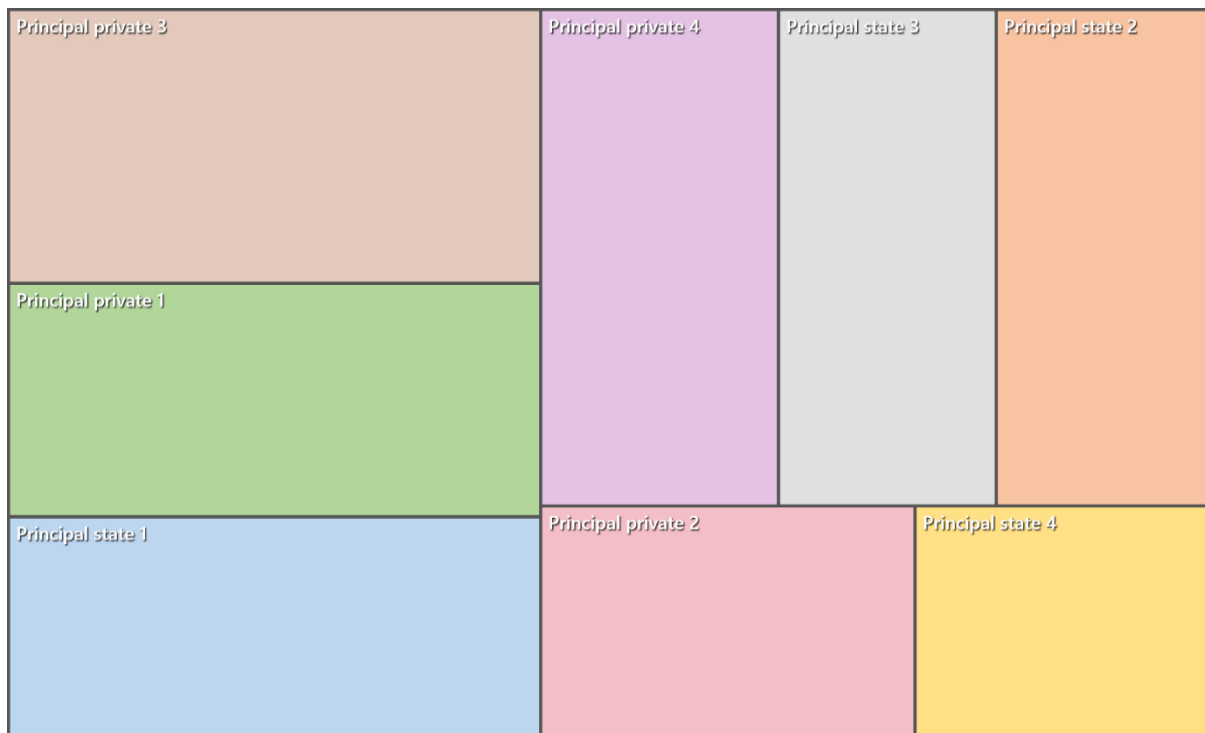 Principal private 3
Principal private 4
Principal state 3
Principal state 2
Principal private 1
Principal state 1
Principal private 2
Principal state 4